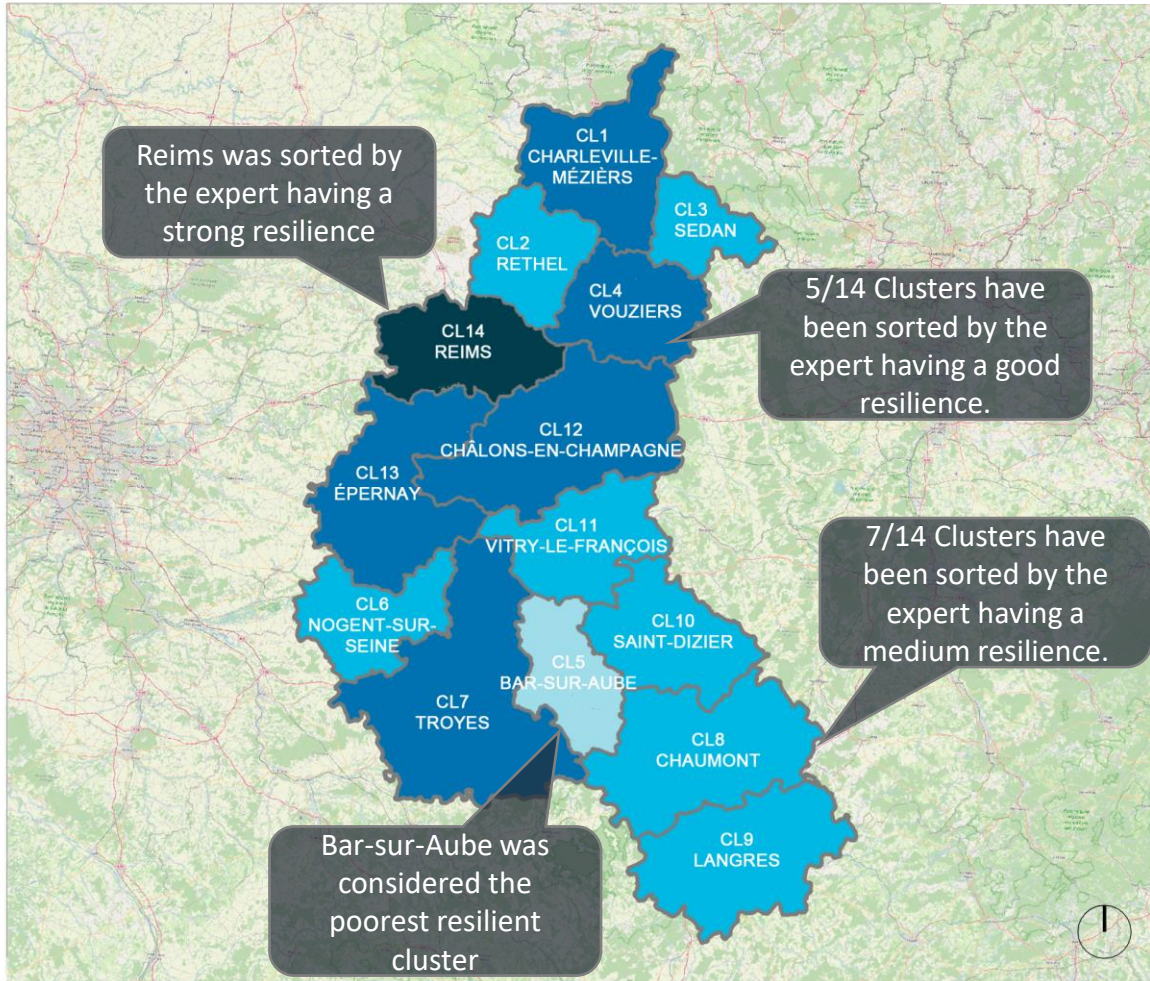 CL1
CHARLEVILLE-
MÉZIÈRS
Reims was sorted by
the expert having a
strong resilience
CL3
SEDAN
CL2
RETHEL
CL4
VOUZIERS
5/14 Clusters have
been sorted by the
expert having a good
resilience.
CL14
REIMS
CL12
CHÂLONS-EN-CHAMPAGNE
CL13
ÉPERNAY
CL11
VITRY-LE-FRANÇOIS
7/14 Clusters have
been sorted by the
expert having a
medium resilience.
CL6
NOGENT-SUR-
SEINE
CL10
SAINT-DIZIER
CL5
BAR-SUR-AUBE
CL7
TROYES
CL8
CHAUMONT
Bar-sur-Aube was
considered the
poorest resilient
cluster
CL9
LANGRES